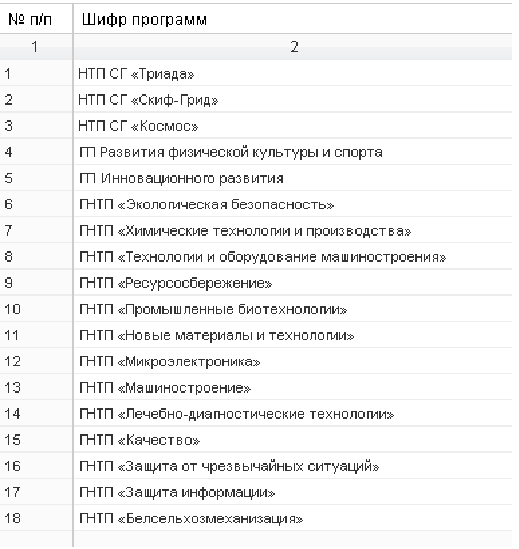 № п/п Шифр программ
1 2
1 НТП СГ «Триада»
2 НТП СГ «Скиф-Грид»
3 НТП СГ «Космос»
4 ГП Развития физической культуры и спорта
5 ГП Инновационного развития
6 ГНТП «Экологическая безопасность»
7 ГНТП «Химические технологии и производства»
8 ГНТП «Технологии и оборудование машиностроения»
9 ГНТП «Ресурсосбережение»
10 ГНТП «Промышленные биотехнологии»
11 ГНТП «Новые материалы и технологии»
12 ГНТП «Микроэлектроника»
13 ГНТП «Машиностроение»
14 ГНТП «Лечебно-диагностические технологии»
15 ГНТП «Качество»
16 ГНТП «Защита от чрезвычайных ситуаций»
17 ГНТП «Защита информации»
18 ГНТП «Белсельхозмеханизация»